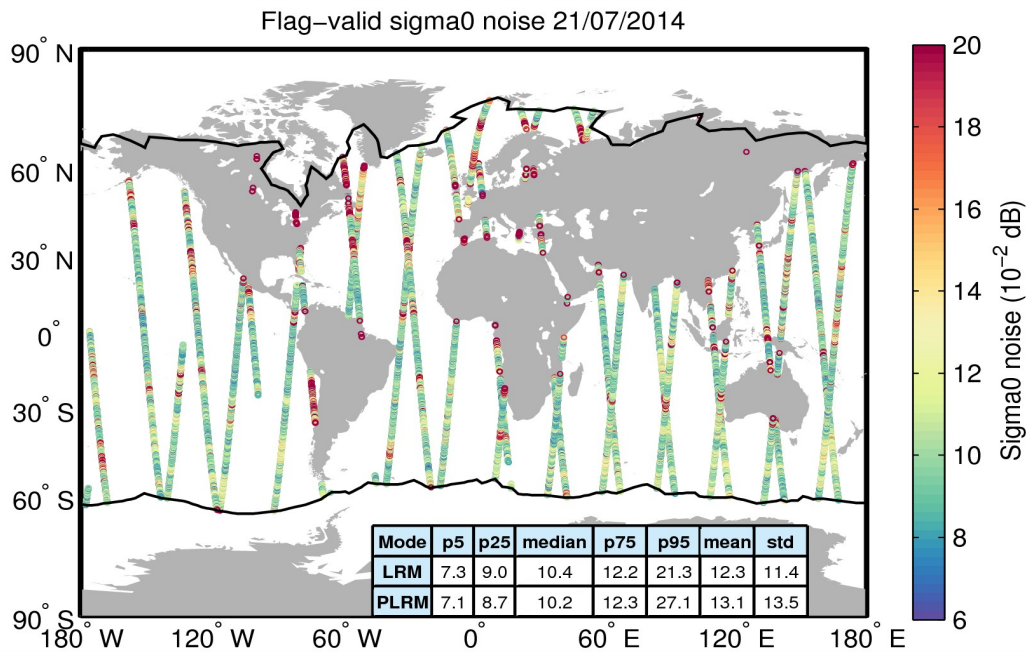 Flag−valid sigma0 noise 21/07/2014
90° N
60° N
30° N
0°
30° S
60° S
90° S
180° W 120° W 60° W 0° 60° E 120° E 180° E
Mode p5 p25 median p75 p95 mean std
LRM 7.3 9.0 10.4 12.2 21.3 12.3 11.4
PLRM 7.1 8.7 10.2 12.3 27.1 13.1 13.5
20
18
16
14
12
10
8
6
Sigma0 noise (10⁻² dB)